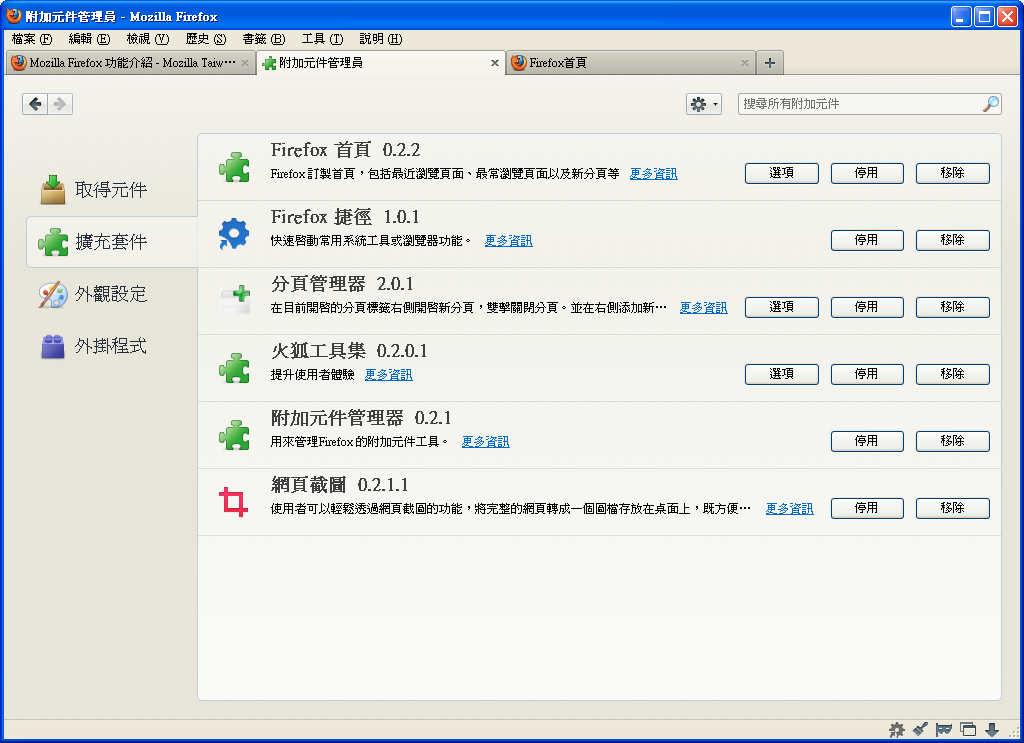 附加元件管理員 - Mozilla Firefox
檔案 (F) 編輯 (E) 檢視 (V) 歷史 (S) 書籤 (B) 工具 (T) 說明 (H)
Mozilla Firefox 功能介紹 - Mozilla Taiw… 附加元件管理員 Firefox首頁
搜尋所有附加元件
取得元件
擴充套件
外觀設定
外掛程式
Firefox 首頁 0.2.2
Firefox 訂製首頁，包括最近瀏覽頁面、最常瀏覽頁面以及新分頁等 更多資訊 選項 停用 移除
Firefox 捷徑 1.0.1
快速啟動常用系統工具或瀏覽器功能。 更多資訊 停用 移除
分頁管理器 2.0.1
在目前開啟的分頁標籤右側開啟新分頁，雙擊關閉分頁。並在右側添加新… 更多資訊 選項 停用 移除
火狐工具集 0.2.0.1
提升使用者體驗 更多資訊 選項 停用 移除
附加元件管理器 0.2.1
用來管理Firefox 的附加元件工具。 更多資訊 停用 移除
網頁截圖 0.2.1.1
使用者可以輕鬆透過網頁截圖的功能，將完整的網頁轉成一個圖檔存放在桌面上，既方便… 更多資訊 停用 移除